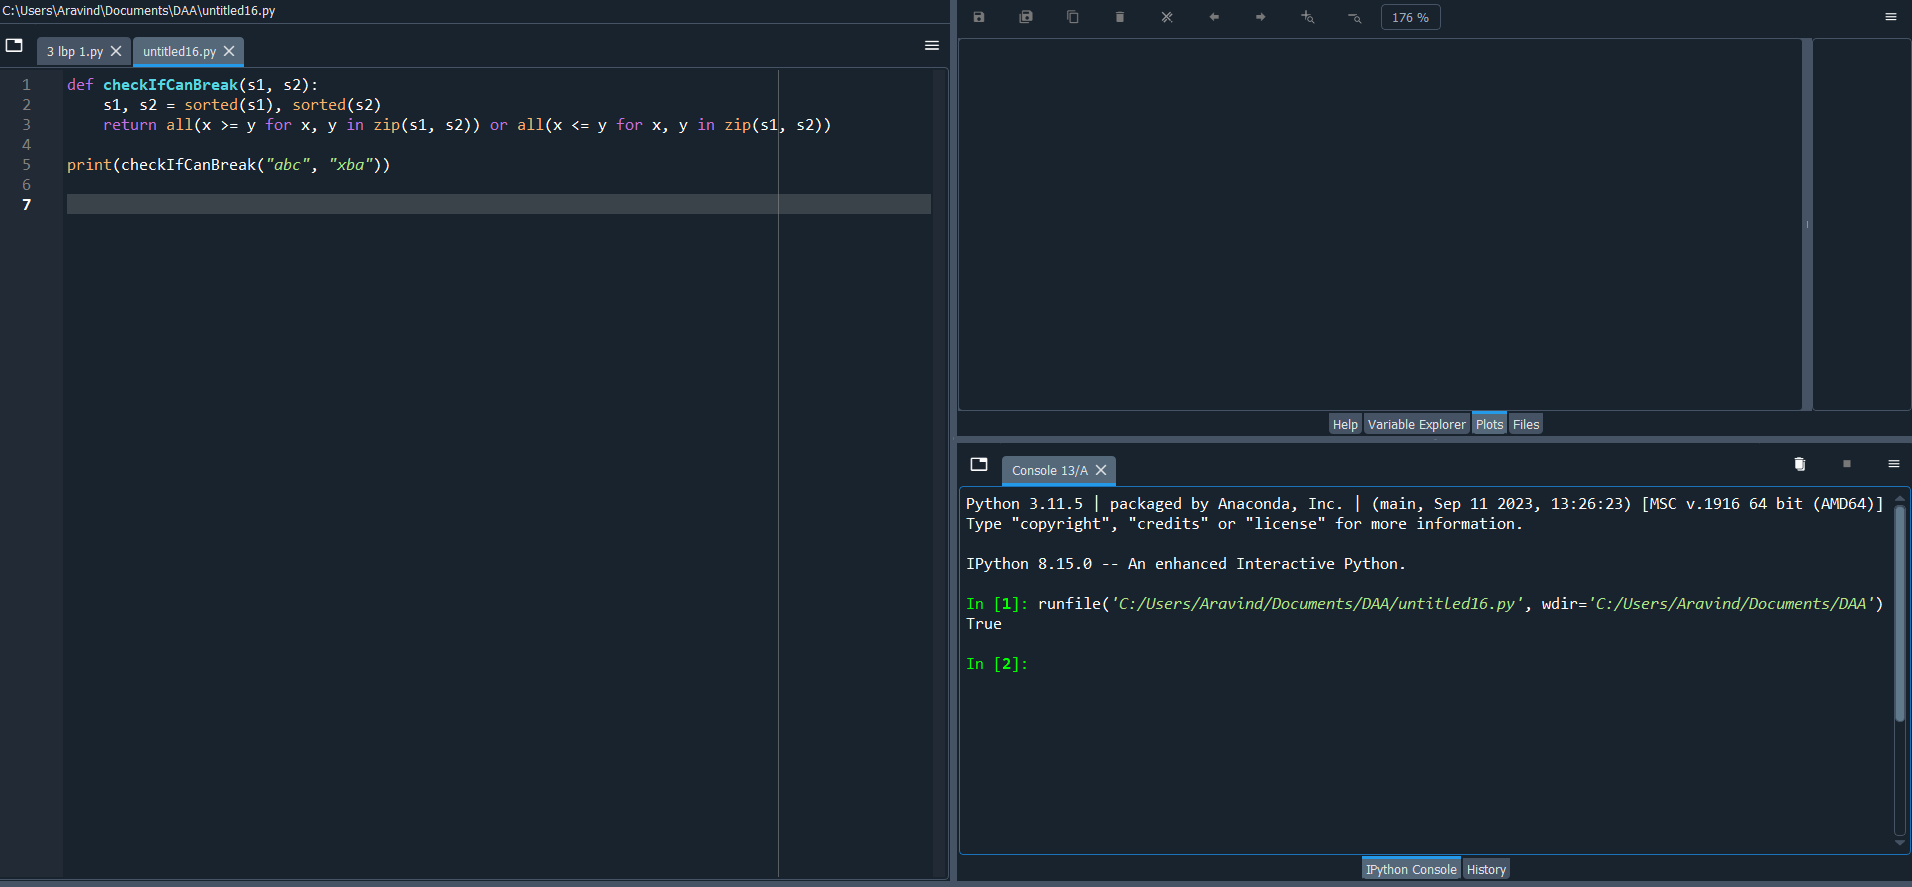 C:\Users\Aravind\Documents\DAA\untitled16.py
3 lbp 1.py
untitled16.py
1 def checkIfCanBreak(s1, s2):
2     s1, s2 = sorted(s1), sorted(s2)
3     return all(x >= y for x, y in zip(s1, s2)) or all(x <= y for x, y in zip(s1, s2))
4
5 print(checkIfCanBreak("abc", "xba"))
6
7
176 %
Help Variable Explorer Plots Files
Console 13/A
Python 3.11.5 | packaged by Anaconda, Inc. | (main, Sep 11 2023, 13:26:23) [MSC v.1916 64 bit (AMD64)]
Type "copyright", "credits" or "license" for more information.
IPython 8.15.0 -- An enhanced Interactive Python.
In [1]: runfile('C:/Users/Aravind/Documents/DAA/untitled16.py', wdir='C:/Users/Aravind/Documents/DAA')
True
In [2]:
IPython Console History